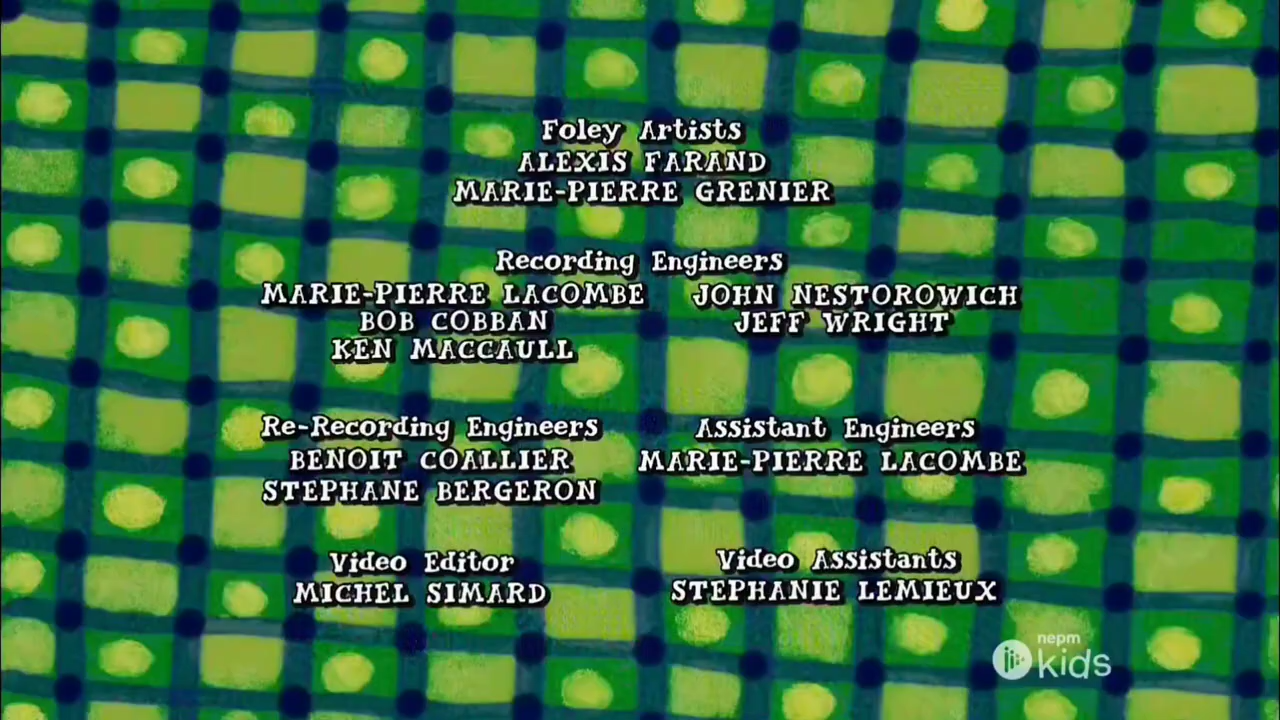 Foley Artists
ALEXIS FARAND
MARIE-PIERRE GRENIER
Recording Engineers
MARIE-PIERRE LACOMBE
BOB COBBAN
KEN MACCAULL
JOHN NESTOROWICH
JEFF WRIGHT
Re-Recording Engineers
BENOIT COALLIER
STEPHANE BERGERON
Assistant Engineers
MARIE-PIERRE LACOMBE
Video Editor
MICHEL SIMARD
Video Assistants
STEPHANIE LEMIEUX
nepm
kids